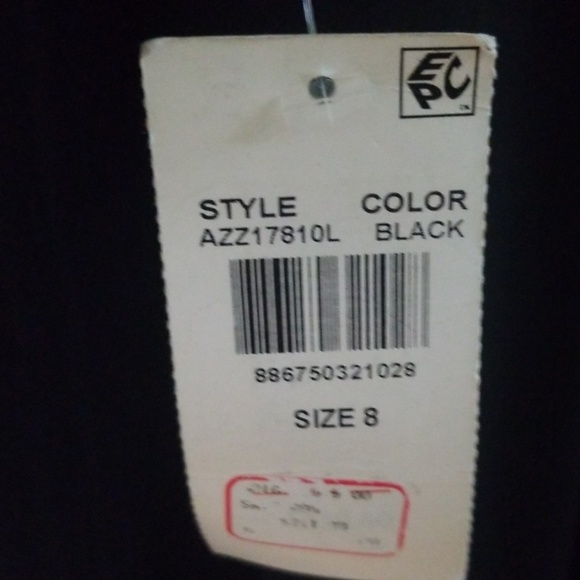 EPC
STYLE COLOR
AZZ17810L BLACK
886750321028
SIZE 8